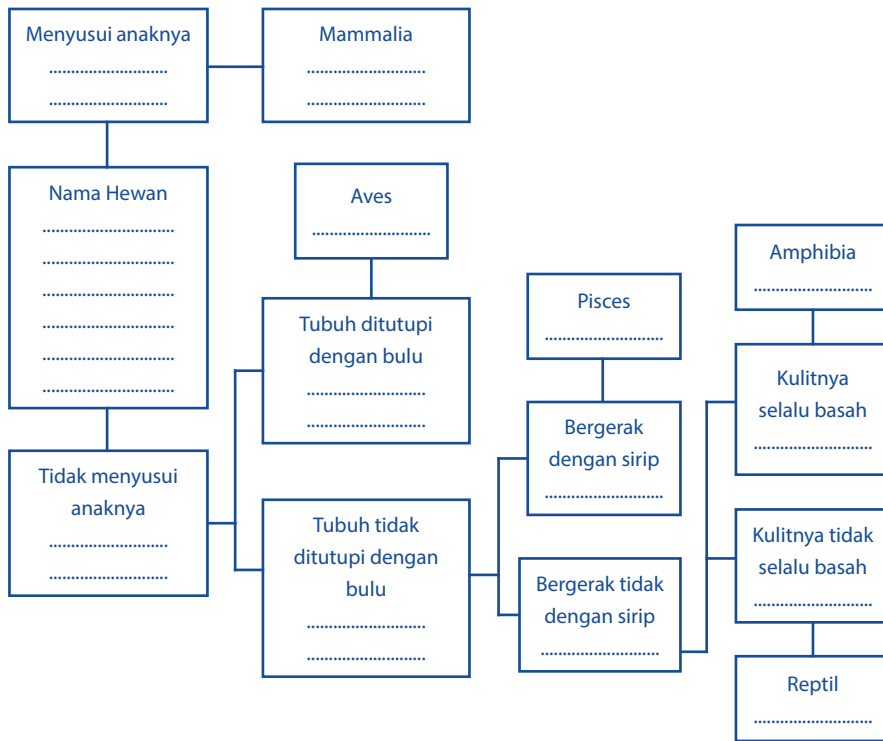 Menyusui anaknya
...........................
...........................
Mammalia
...........................
...........................
Nama Hewan
..............................
..............................
..............................
..............................
..............................
..............................
Aves
...........................
Tubuh ditutupi
dengan bulu
...........................
...........................
Tidak menyusui
anaknya
...........................
...........................
Tubuh tidak
ditutupi dengan
bulu
...........................
...........................
Pisces
...........................
Bergerak
dengan sirip
...........................
Bergerak tidak
dengan sirip
...........................
Amphibia
...........................
Kulitnya
selalu basah
...........................
Kulitnya tidak
selalu basah
...........................
Reptil
...........................